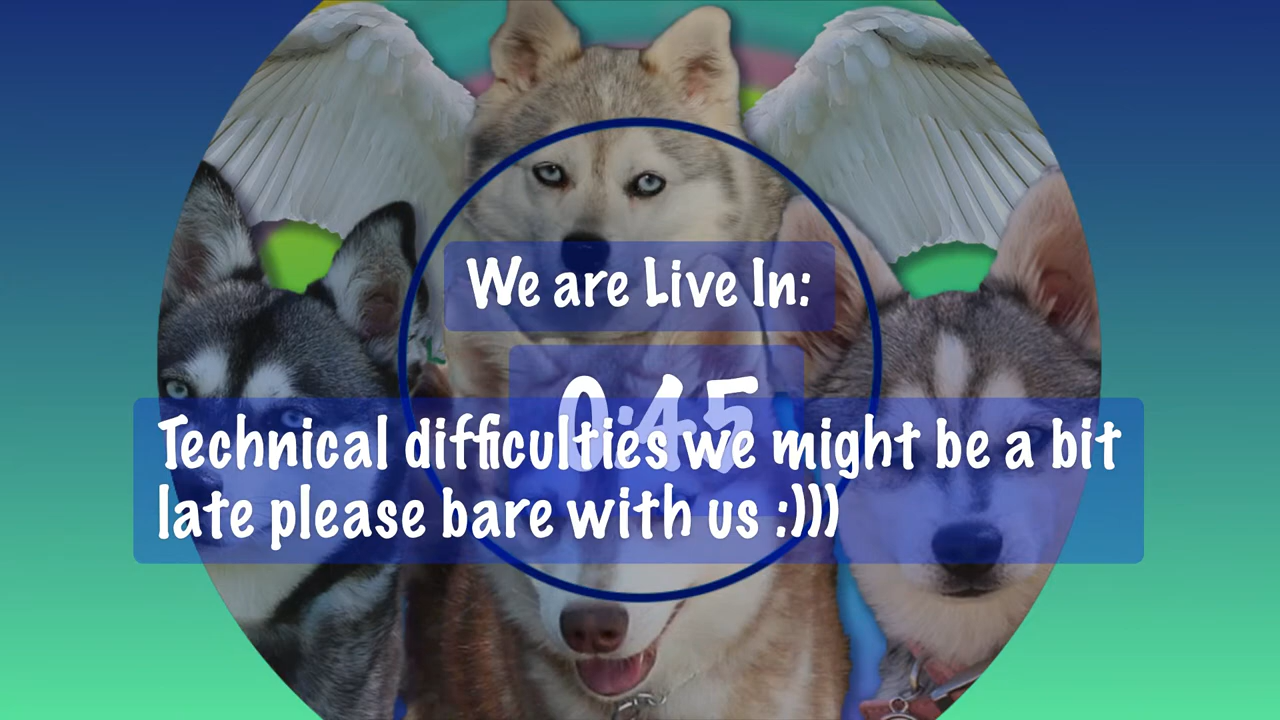 We are Live In:
0:45
Technical difficulties we might be a bit
late please bare with us :)))